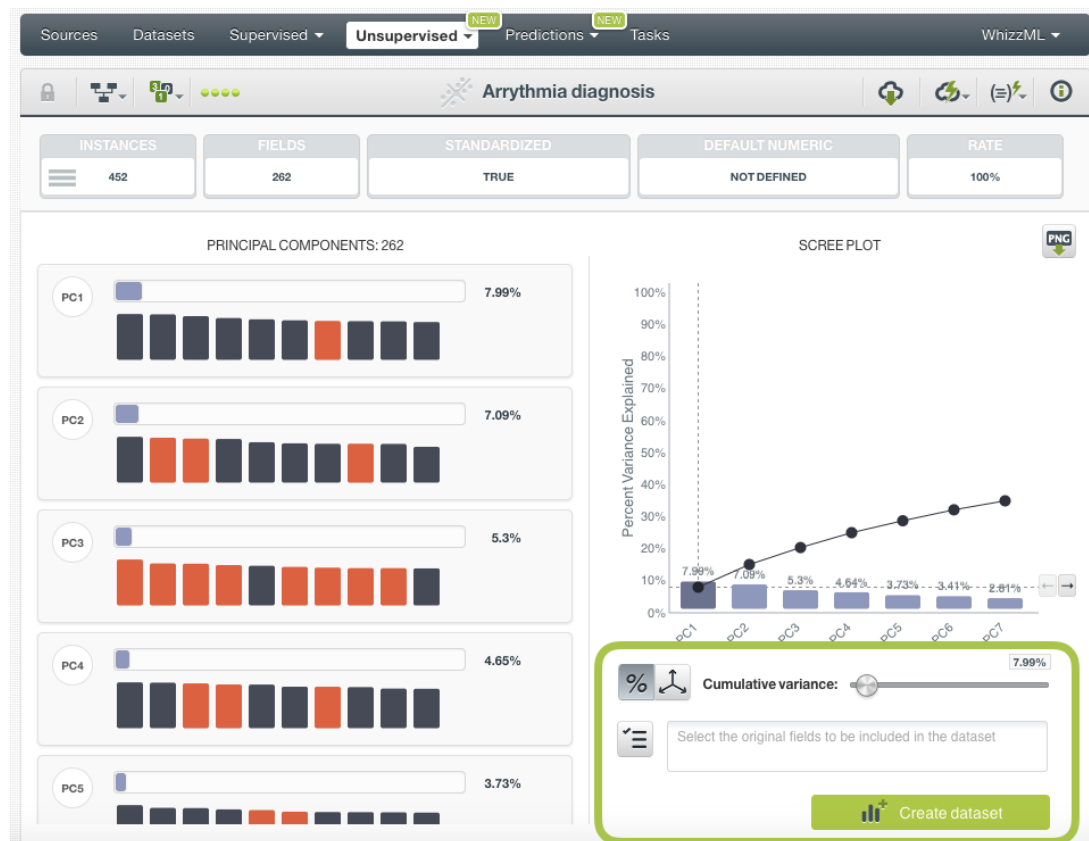 Sources Datasets Supervised Unsupervised NEW Predictions NEW Tasks WhizzML
Arrythmia diagnosis
INSTANCES FIELDS STANDARDIZED DEFAULT NUMERIC RATE
452 262 TRUE NOT DEFINED 100%
PRINCIPAL COMPONENTS: 262
PC1 7.99%
PC2 7.09%
PC3 5.3%
PC4 4.65%
PC5 3.73%
SCREE PLOT
PNG
Percent Variance Explained
100%
90%
80%
70%
60%
50%
40%
30%
20%
10%
0%
7.99% 7.09% 5.3% 4.64% 3.73% 3.41% 2.81%
PC1 PC2 PC3 PC4 PC5 PC6 PC7
7.99%
% Cumulative variance:
Select the original fields to be included in the dataset
Create dataset